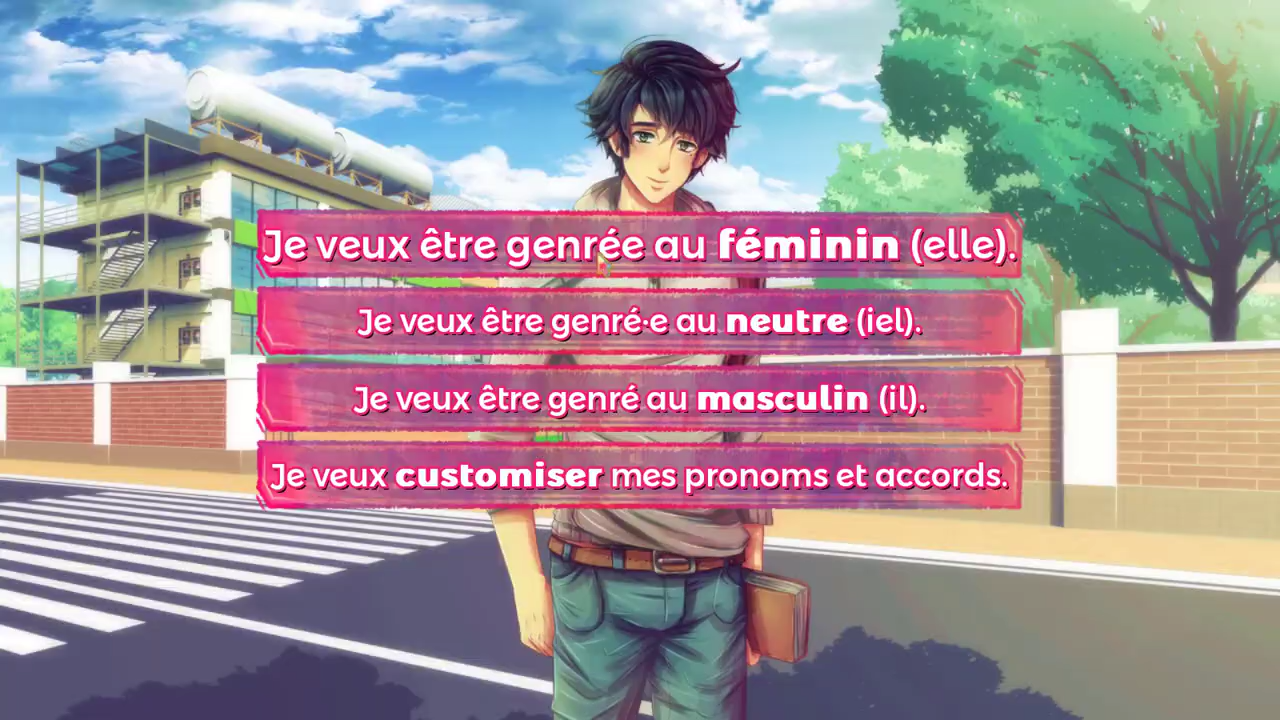 Je veux être genrée au féminin (elle).
Je veux être genré·e au neutre (iel).
Je veux être genré au masculin (il).
Je veux customiser mes pronoms et accords.